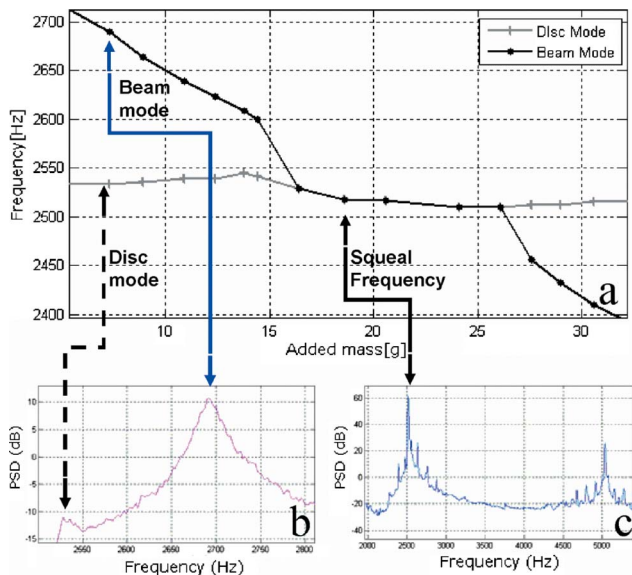 a
Frequency[Hz]
2700
2650
2600
2550
2500
2450
2400
10
15
20
25
30
Added mass[g]
DIsc Mode
Beam Mode
Beam
mode
Disc
mode
Squeal
Frequency
b
PSD (dB)
10
5
0
-5
-10
-15
2650
2600
2650
2700
2750
2800
Frequency (Hz)
c
PSD (dB)
60
40
20
0
-20
-40
2000
2500
3000
3500
4000
4500
5000
Frequency (Hz)